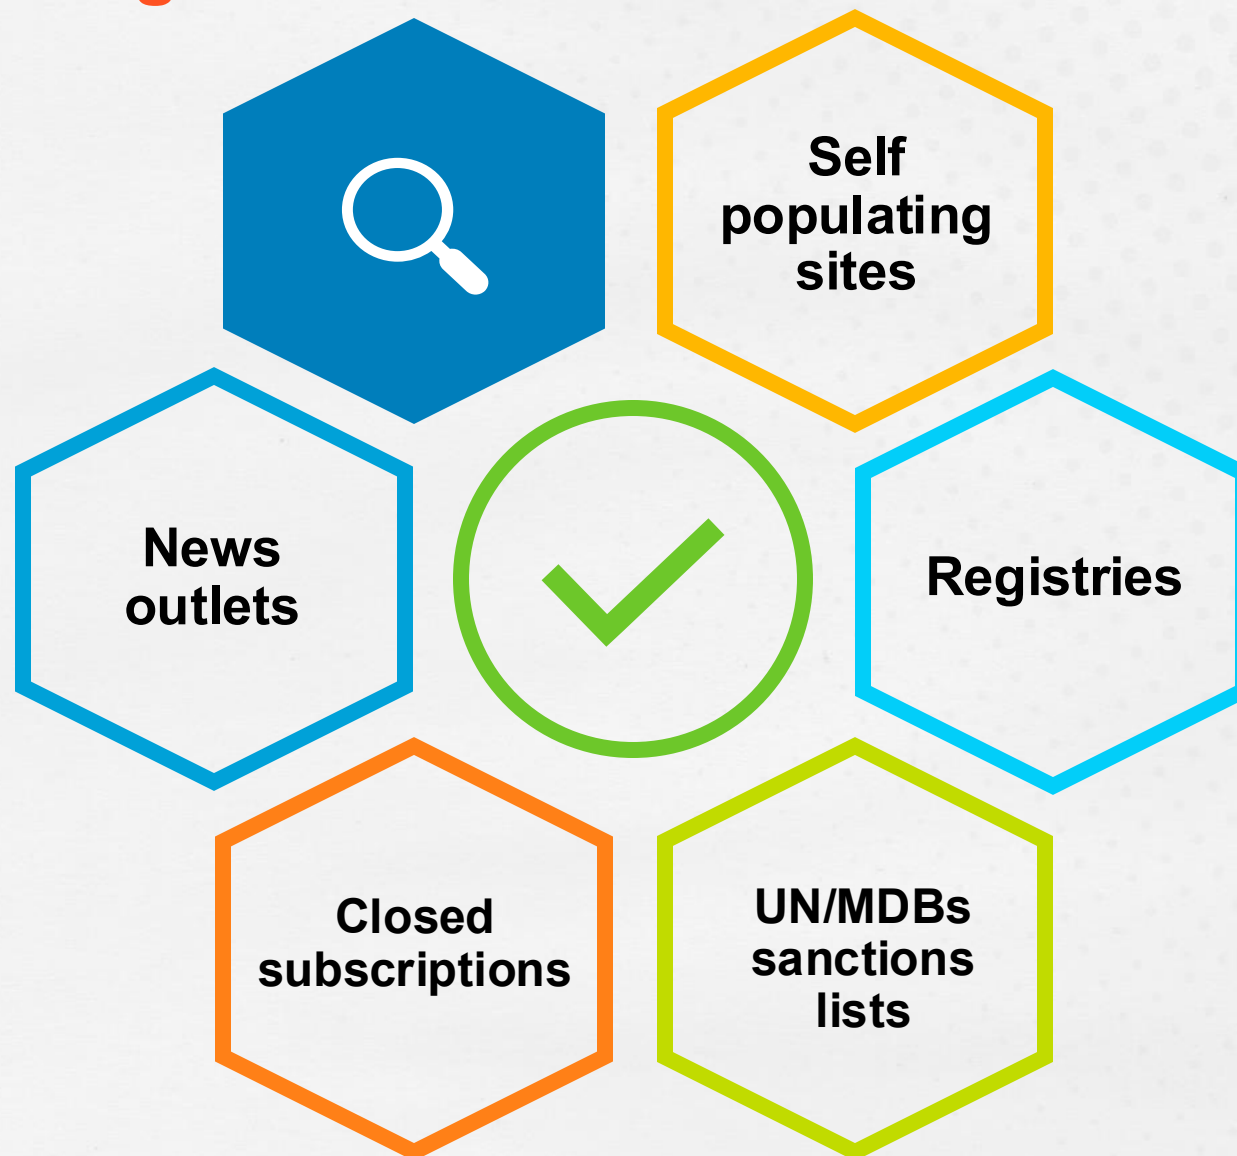 Self
populating
sites
News
outlets
Registries
Closed
subscriptions
UN/MDBs
sanctions
lists